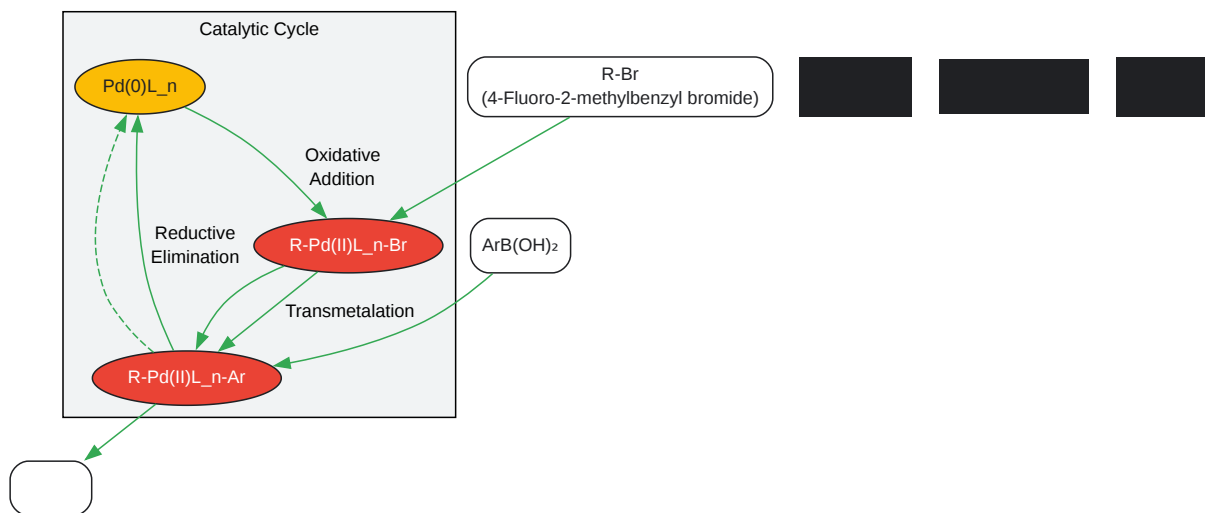 Catalytic Cycle
Pd(0)L_n
R-Br
(4-Fluoro-2-methylbenzyl bromide)
Oxidative
Addition
Reductive
Elimination
R-Pd(II)L_n-Br
ArB(OH)₂
Transmetalation
R-Pd(II)L_n-Ar